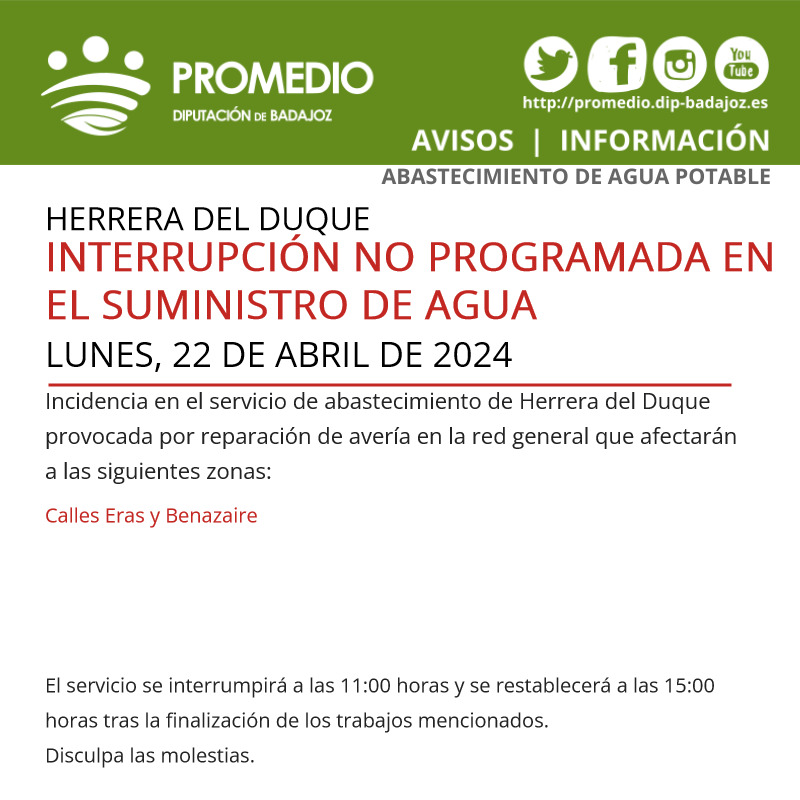 PROMEDIO
DIPUTACIÓN DE BADAJOZ
You
Tube
http://promedio.dip-badajoz.es
AVISOS | INFORMACIÓN
ABASTECIMIENTO DE AGUA POTABLE
HERRERA DEL DUQUE
INTERRUPCIÓN NO PROGRAMADA EN
EL SUMINISTRO DE AGUA
LUNES, 22 DE ABRIL DE 2024
Incidencia en el servicio de abastecimiento de Herrera del Duque
provocada por reparación de avería en la red general que afectarán
a las siguientes zonas:
Calles Eras y Benazaire
El servicio se interrumpirá a las 11:00 horas y se restablecerá a las 15:00
horas tras la finalización de los trabajos mencionados.
Disculpa las molestias.